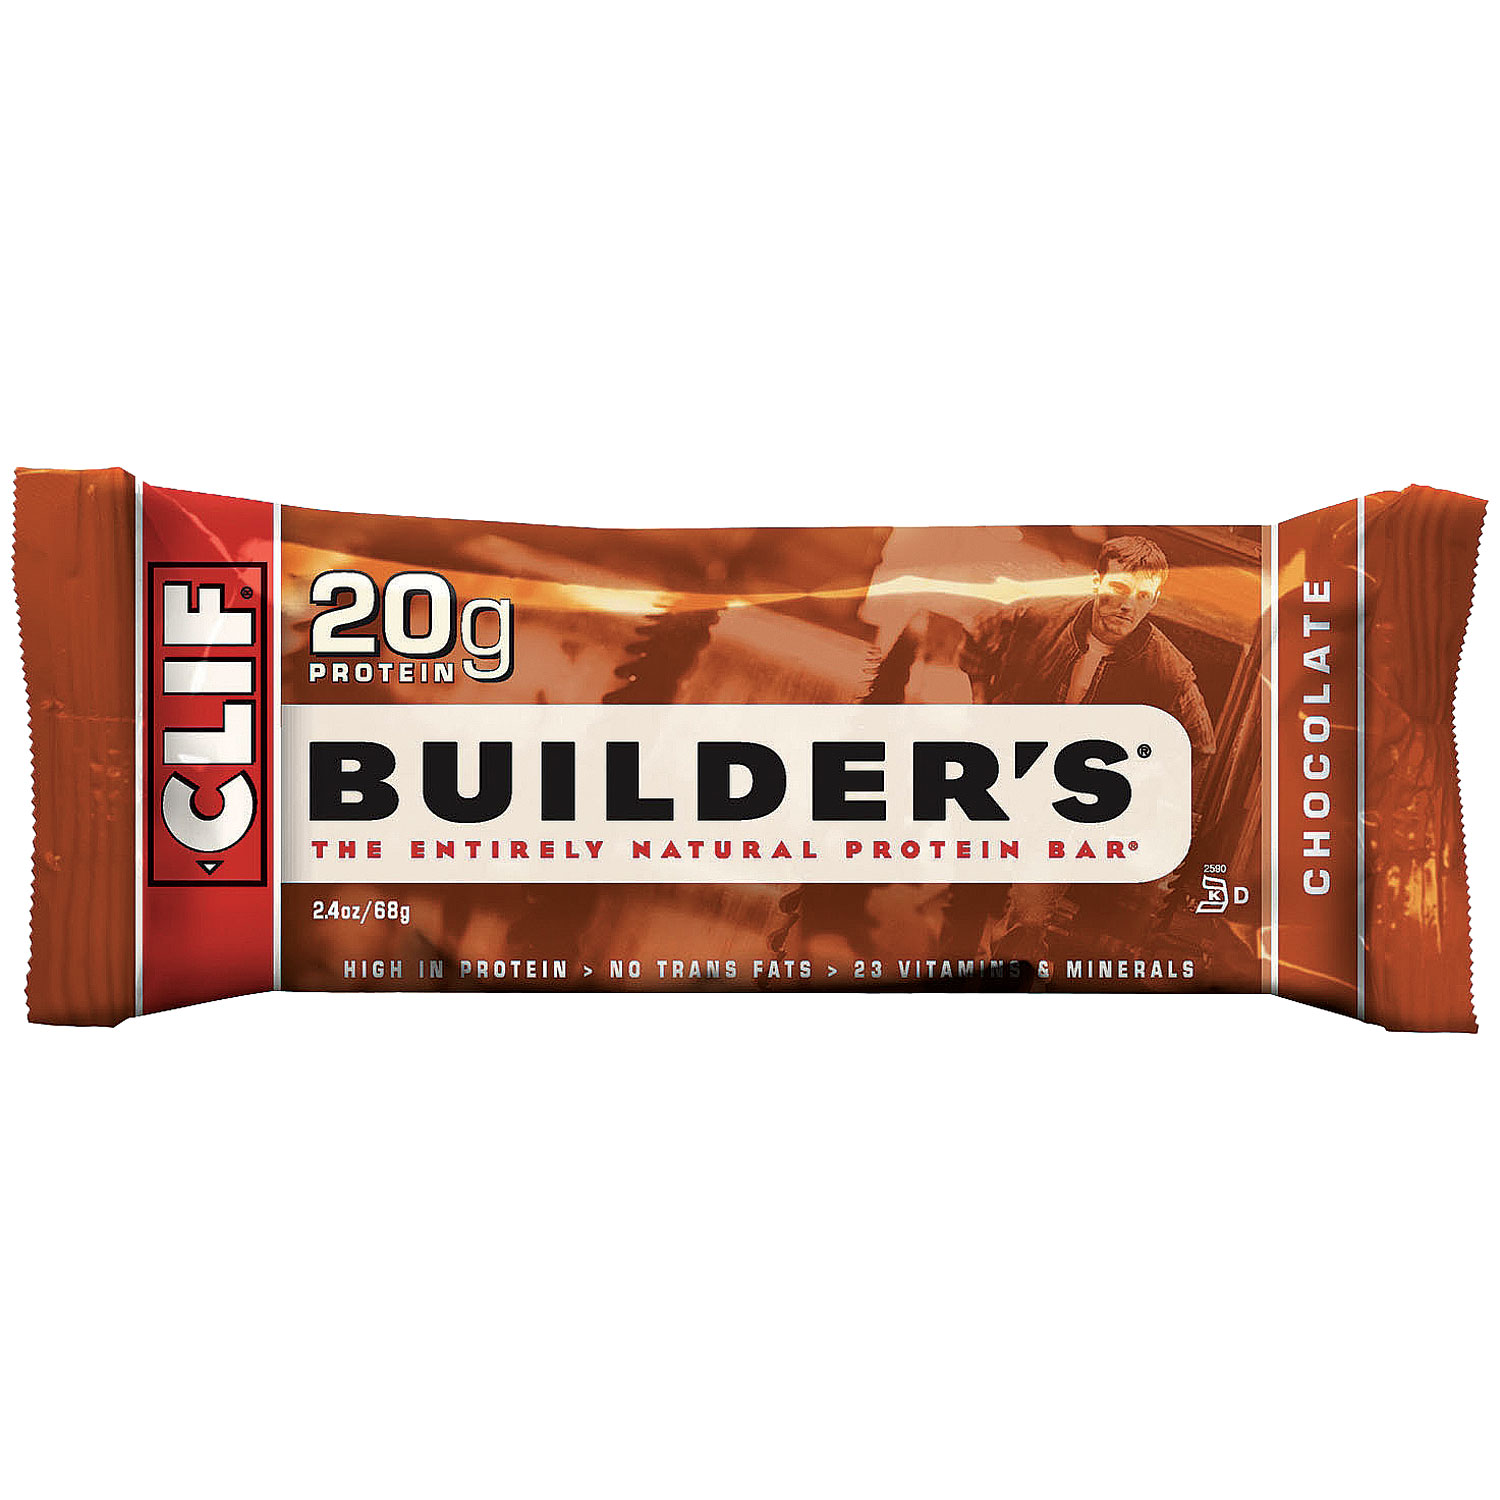 CLIF®
20g
PROTEIN
BUILDER'S®
THE ENTIRELY NATURAL PROTEIN BAR®
2.4oz/68g
2590
K D
HIGH IN PROTEIN > NO TRANS FATS > 23 VITAMINS & MINERALS
CHOCOLATE